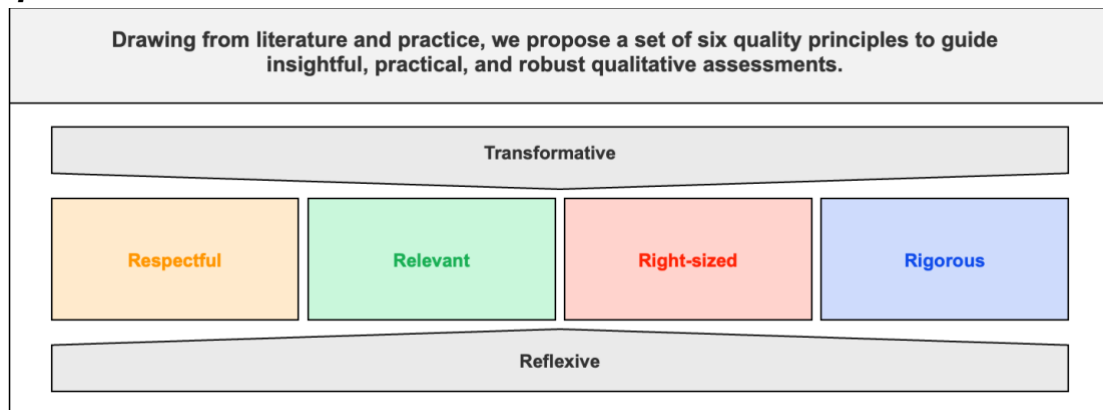 Drawing from literature and practice, we propose a set of six quality principles to guide
insightful, practical, and robust qualitative assessments.
Transformative
Respectful
Relevant
Right-sized
Rigorous
Reflexive